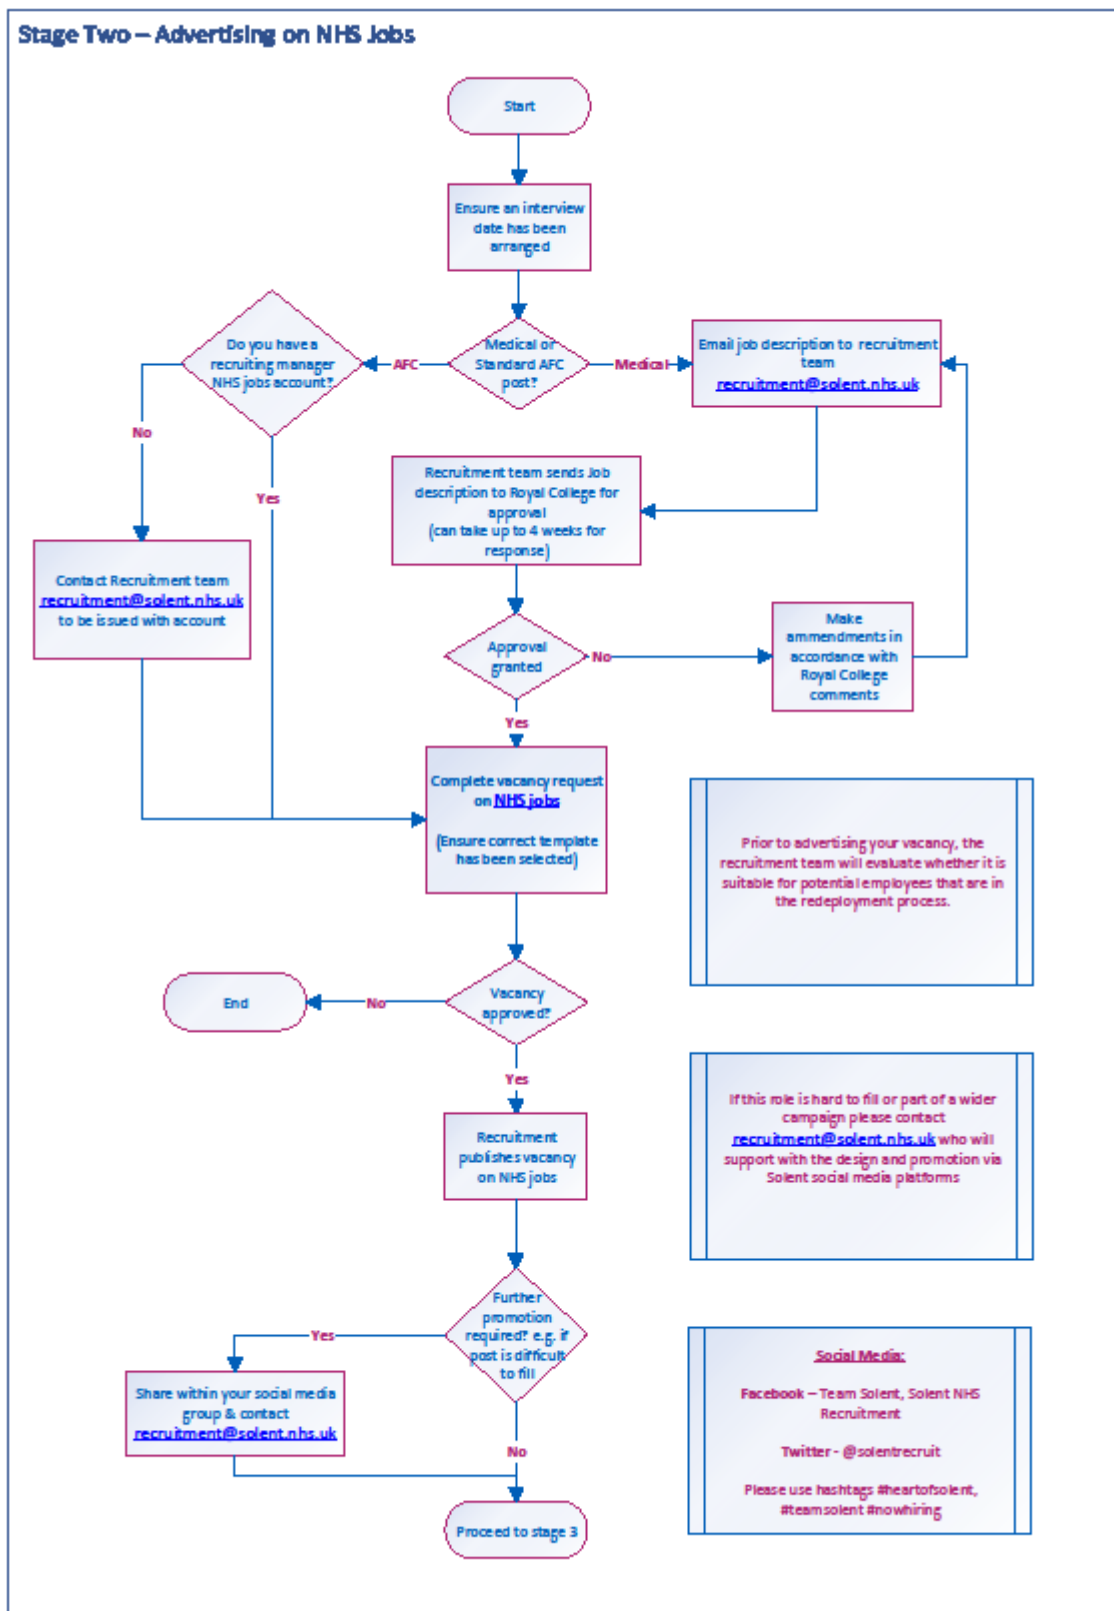 Stage Two – Advertising on NHS Jobs
Start
Ensure an interview
date has been
arranged
Medical or
Standard AFC
post?
AFC
Medical
Do you have a
recruiting manager
NHS jobs account?
No
Yes
Email job description to recruitment
team
recruitment@solent.nhs.uk
Recruitment team sends Job
description to Royal College for
approval
(can take up to 4 weeks for
response)
Contact Recruitment team
recruitment@solent.nhs.uk
to be issued with account
Approval
granted
No
Make
ammendments in
accordance with
Royal College
comments
Yes
Complete vacancy request
on NHS jobs
(Ensure correct template
has been selected)
Prior to advertising your vacancy, the
recruitment team will evaluate whether it is
suitable for potential employees that are in
the redeployment process.
Vacancy
approved?
No
End
Yes
Recruitment
publishes vacancy
on NHS jobs
If this role is hard to fill or part of a wider
campaign please contact
recruitment@solent.nhs.uk who will
support with the design and promotion via
Solent social media platforms
Further
promotion
required? e.g. if
post is difficult
to fill
Yes
Share within your social media
group & contact
recruitment@solent.nhs.uk
No
Proceed to stage 3
Social Media:
Facebook – Team Solent, Solent NHS
Recruitment
Twitter - @solentrecruit
Please use hashtags #heartofsolent,
#teamsolent #nowhiring